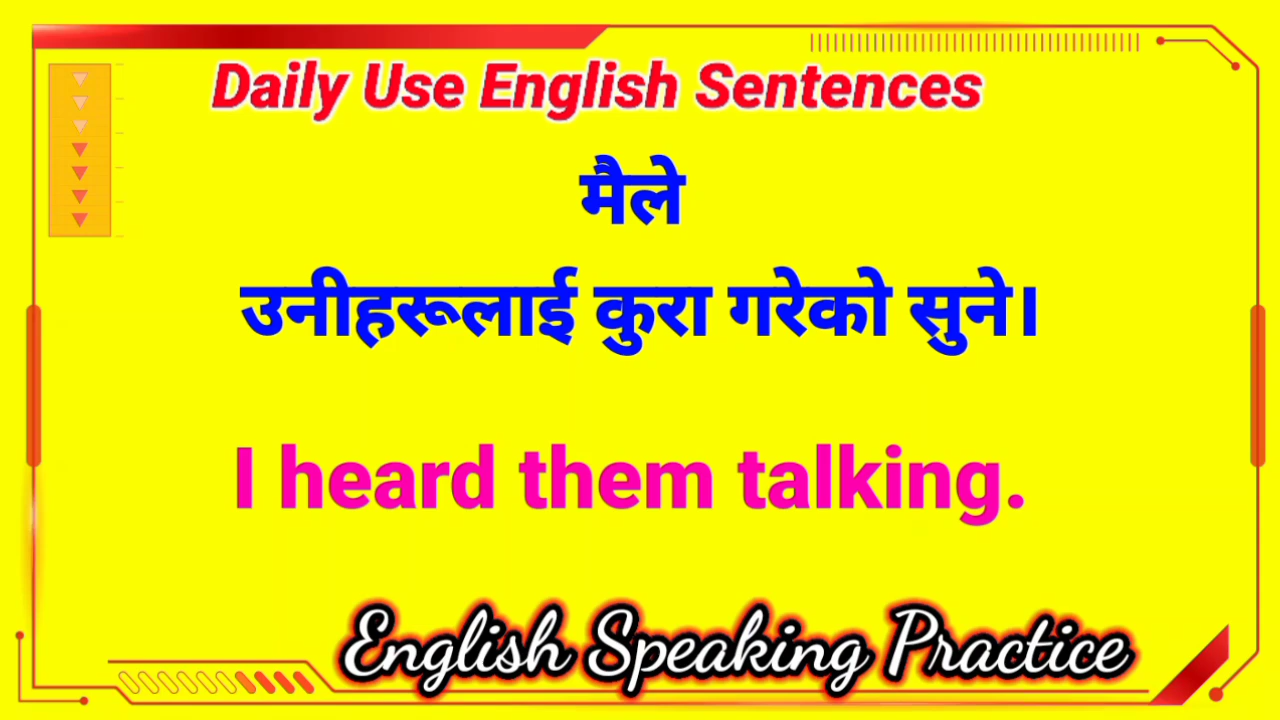 Daily Use English Sentences
मैले
उनीहरूलाई कुरा गरेको सुने।
I heard them talking.
English Speaking Practice